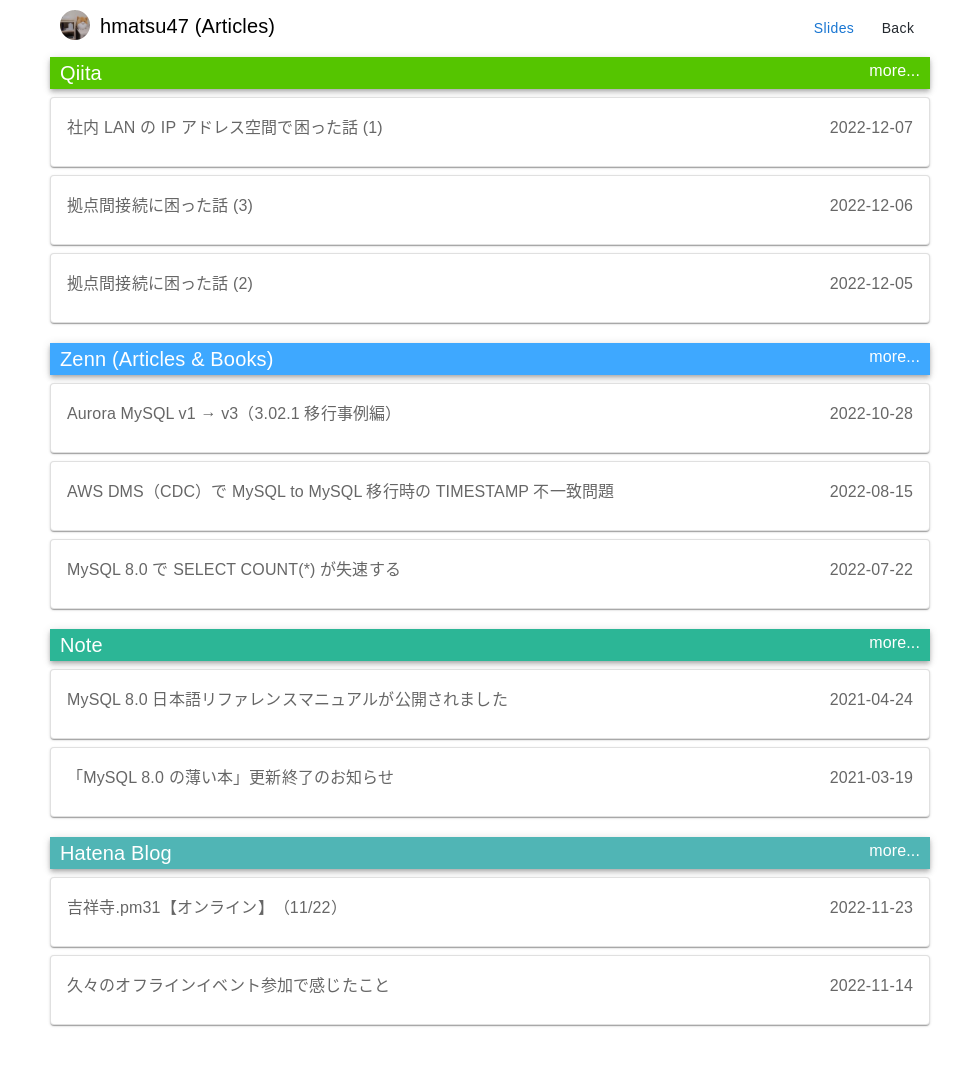 hmatsu47 (Articles)
Slides
Back
Qiita
more...
社内 LAN の IP アドレス空間で困った話 (1)
2022-12-07
拠点間接続に困った話 (3)
2022-12-06
拠点間接続に困った話 (2)
2022-12-05
Zenn (Articles & Books)
more...
Aurora MySQL v1 → v3（3.02.1 移行事例編）
2022-10-28
AWS DMS（CDC）で MySQL to MySQL 移行時の TIMESTAMP 不一致問題
2022-08-15
MySQL 8.0 で SELECT COUNT(*) が失速する
2022-07-22
Note
more...
MySQL 8.0 日本語リファレンスマニュアルが公開されました
2021-04-24
「MySQL 8.0 の薄い本」更新終了のお知らせ
2021-03-19
Hatena Blog
more...
吉祥寺.pm31【オンライン】（11/22）
2022-11-23
久々のオフラインイベント参加で感じたこと
2022-11-14